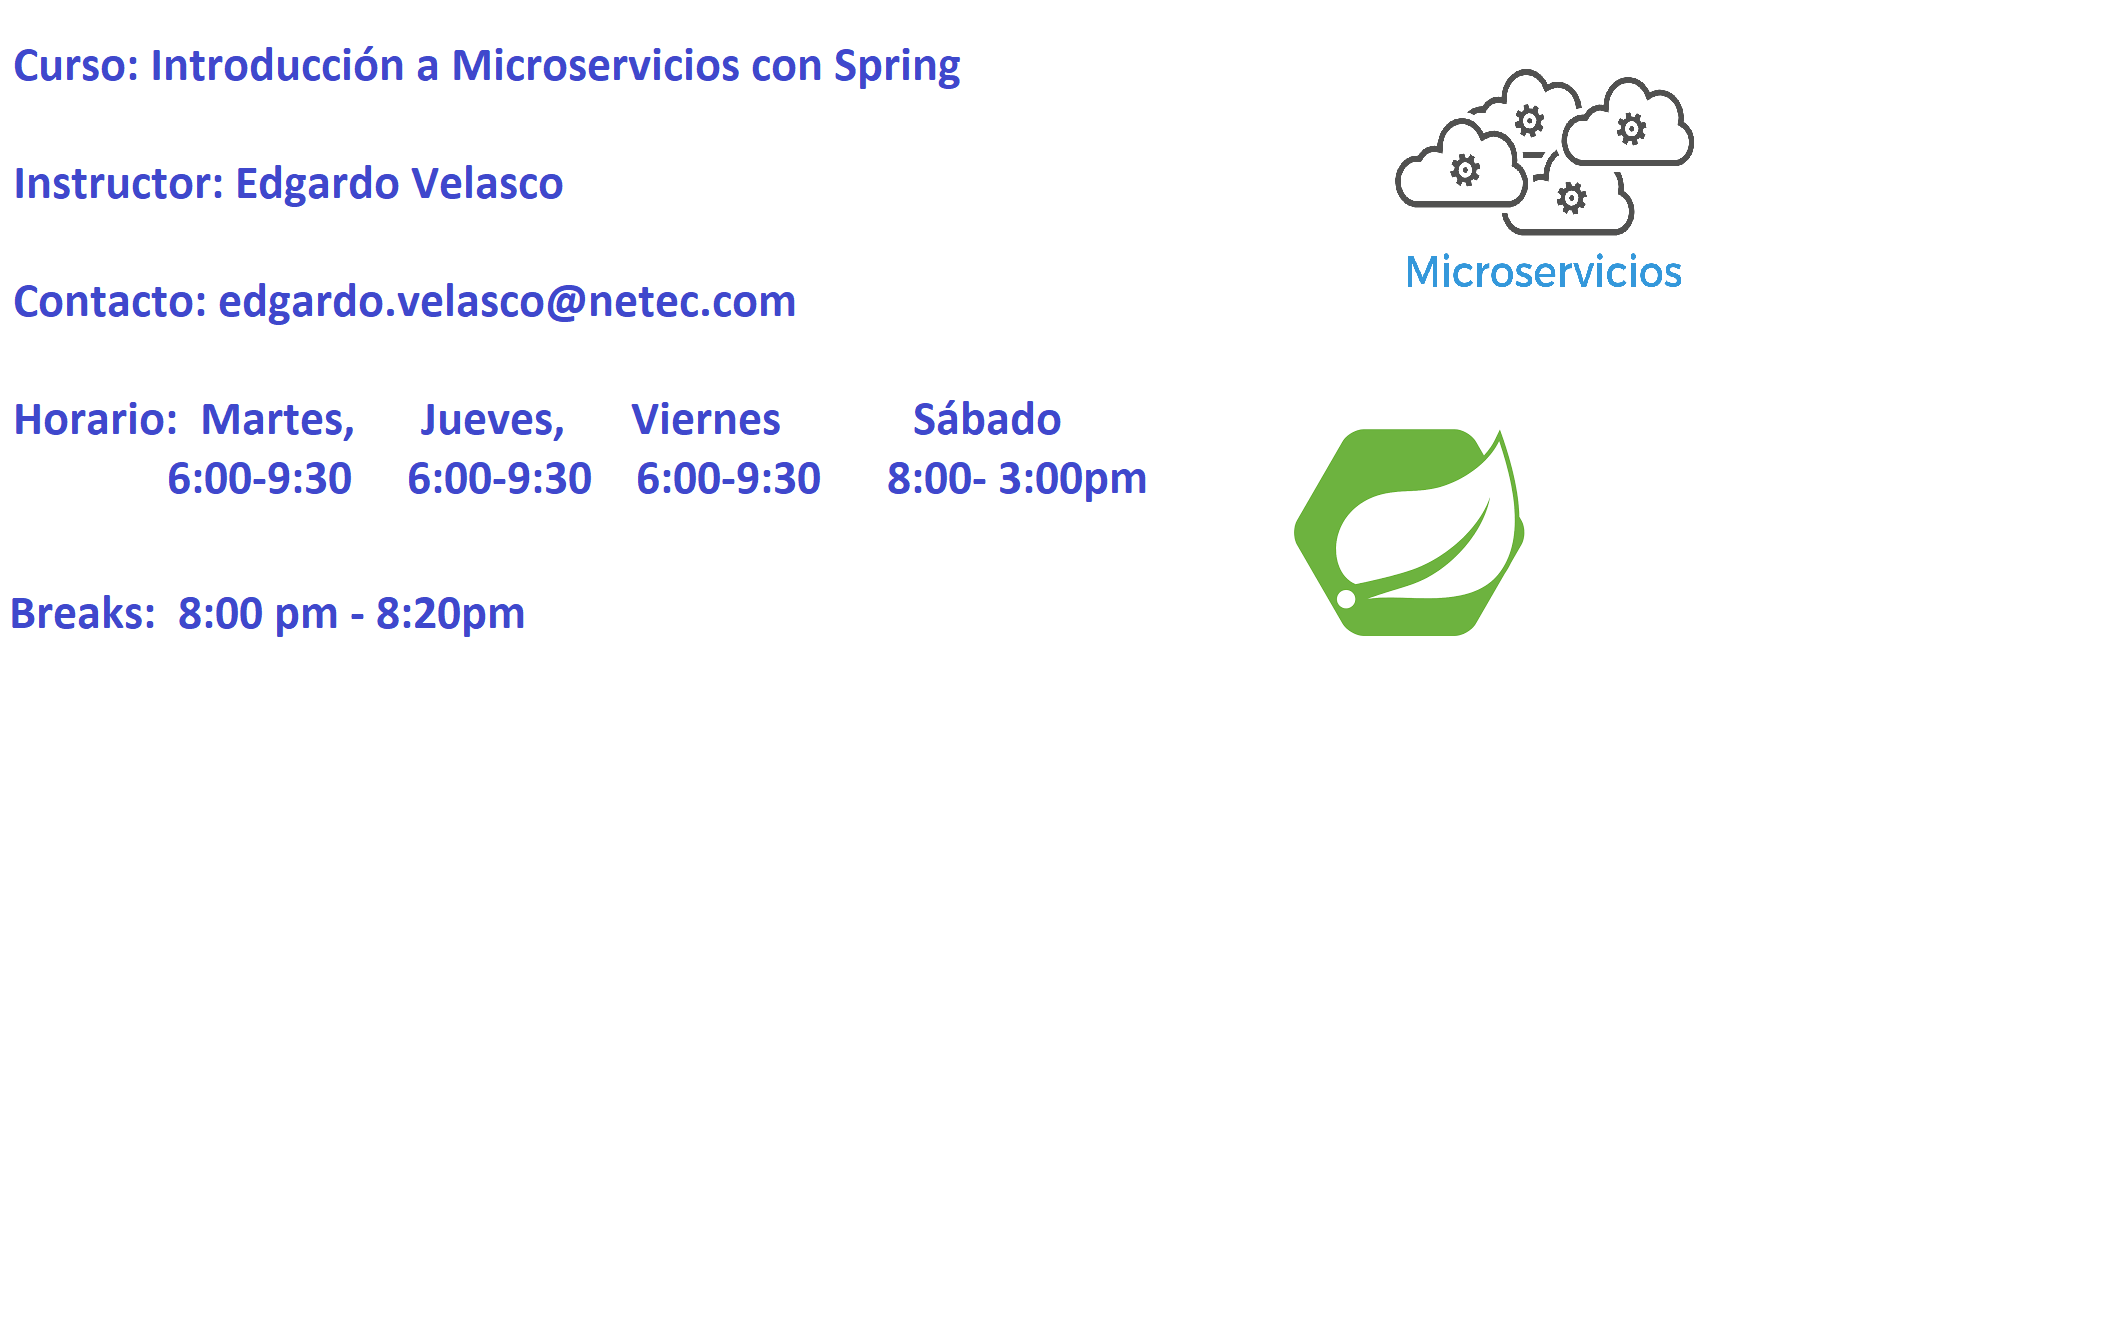 Curso: Introducción a Microservicios con Spring
Microservicios
Instructor: Edgardo Velasco
Contacto: edgardo.velasco@netec.com
Horario: Martes, Jueves, Viernes Sábado
6:00-9:30 6:00-9:30 6:00-9:30 8:00- 3:00pm
Breaks: 8:00 pm - 8:20pm